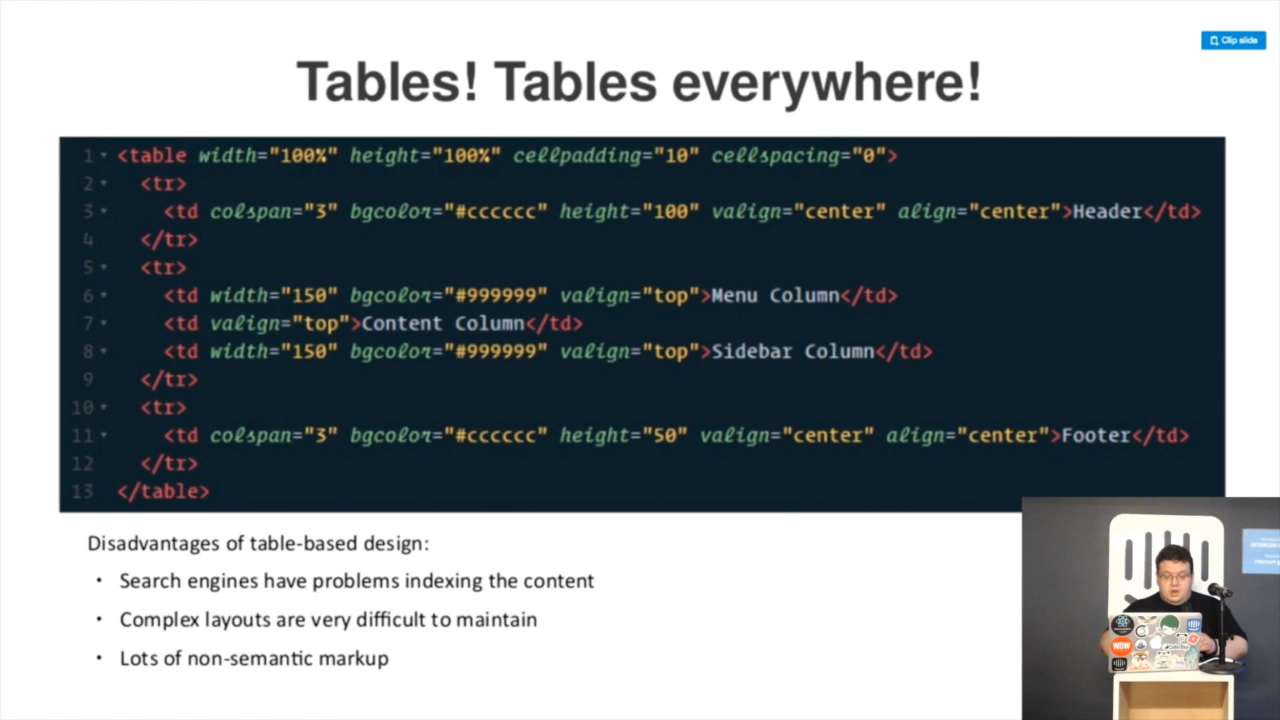 Clip slide
Tables! Tables everywhere!
1 <table width="100%" height="100%" cellpadding="10" cellspacing="0">
2 <tr>
3 <td colspan="3" bgcolor="#cccccc" height="100" valign="center" align="center">Header</td>
4 </tr>
5 <tr>
6 <td width="150" bgcolor="#999999" valign="top">Menu Column</td>
7 <td valign="top">Content Column</td>
8 <td width="150" bgcolor="#999999" valign="top">Sidebar Column</td>
9 </tr>
10 <tr>
11 <td colspan="3" bgcolor="#cccccc" height="50" valign="center" align="center">Footer</td>
12 </tr>
13 </table>
Disadvantages of table-based design:
• Search engines have problems indexing the content
• Complex layouts are very difficult to maintain
• Lots of non-semantic markup
WOW